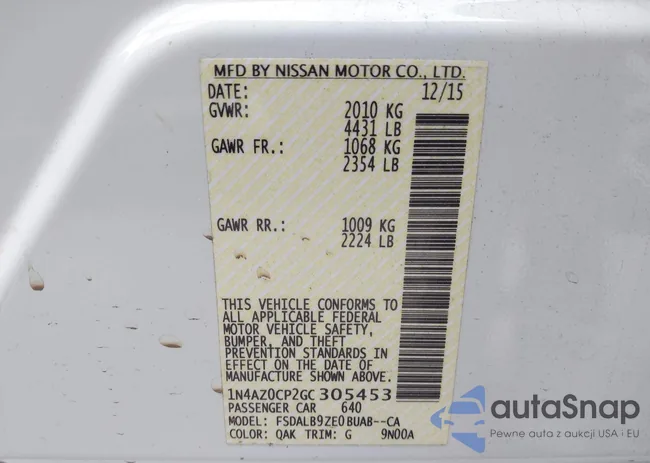 MFD BY NISSAN MOTOR CO., LTD.
DATE: 12/15
GVWR: 2010 KG
4431 LB
GAWR FR.: 1068 KG
2354 LB
GAWR RR.: 1009 KG
2224 LB
THIS VEHICLE CONFORMS TO
ALL APPLICABLE FEDERAL
MOTOR VEHICLE SAFETY,
BUMPER, AND THEFT
PREVENTION STANDARDS IN
EFFECT ON THE DATE OF
MANUFACTURE SHOWN ABOVE.
1N4AZ0CP2GC305453
PASSENGER CAR 640
MODEL: FSDALB9ZE0BUAB--CA
COLOR: QAK TRIM: G 9N00A
autoSnap
Pewne auta z aukcji USA i EU